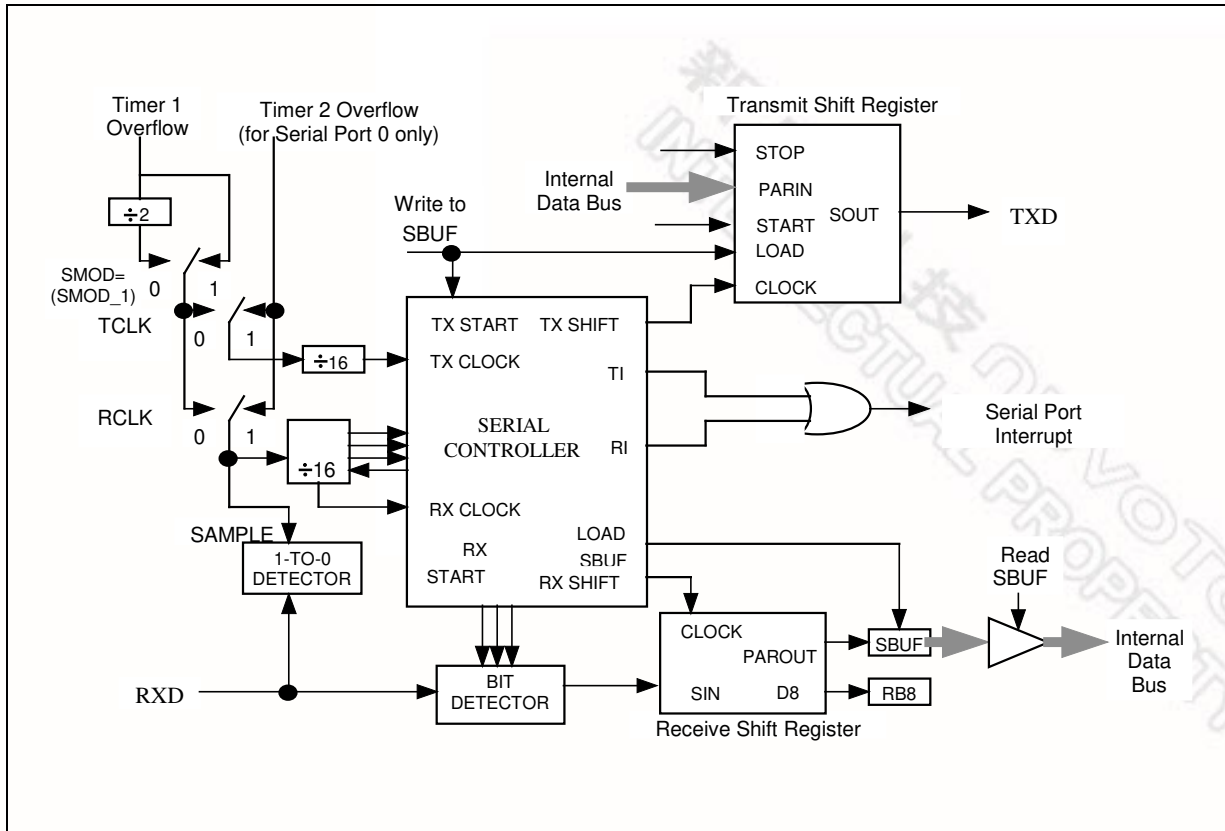 Timer 1
Overflow
Timer 2 Overflow
(for Serial Port 0 only)
÷2
SMOD=
(SMOD_1)
0
1
TCLK
0
1
÷16
RCLK
0
1
÷16
SAMPLE
1-TO-0
DETECTOR
RXD
Write to
SBUF
TX START
TX SHIFT
TX CLOCK
TI
SERIAL
CONTROLLER
RI
RX CLOCK
LOAD
SBUF
RX
START
RX SHIFT
BIT
DETECTOR
Transmit Shift Register
Internal
Data Bus
STOP
PARIN
SOUT
START
LOAD
CLOCK
TXD
Serial Port
Interrupt
CLOCK
PAROUT
SIN
D8
Receive Shift Register
SBUF
RB8
Read
SBUF
Internal
Data
Bus